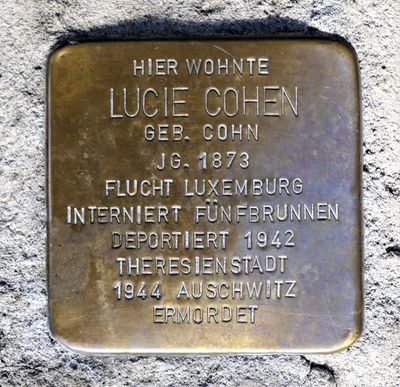 HIER WOHNTE
LUCIE COHEN
GEB. COHN
JG. 1873
FLUCHT LUXEMBURG
INTERNIERT FÜNFBRUNNEN
DEPORTIERT 1942
THERESIENSTADT
1944 AUSCHWITZ
ERMORDET